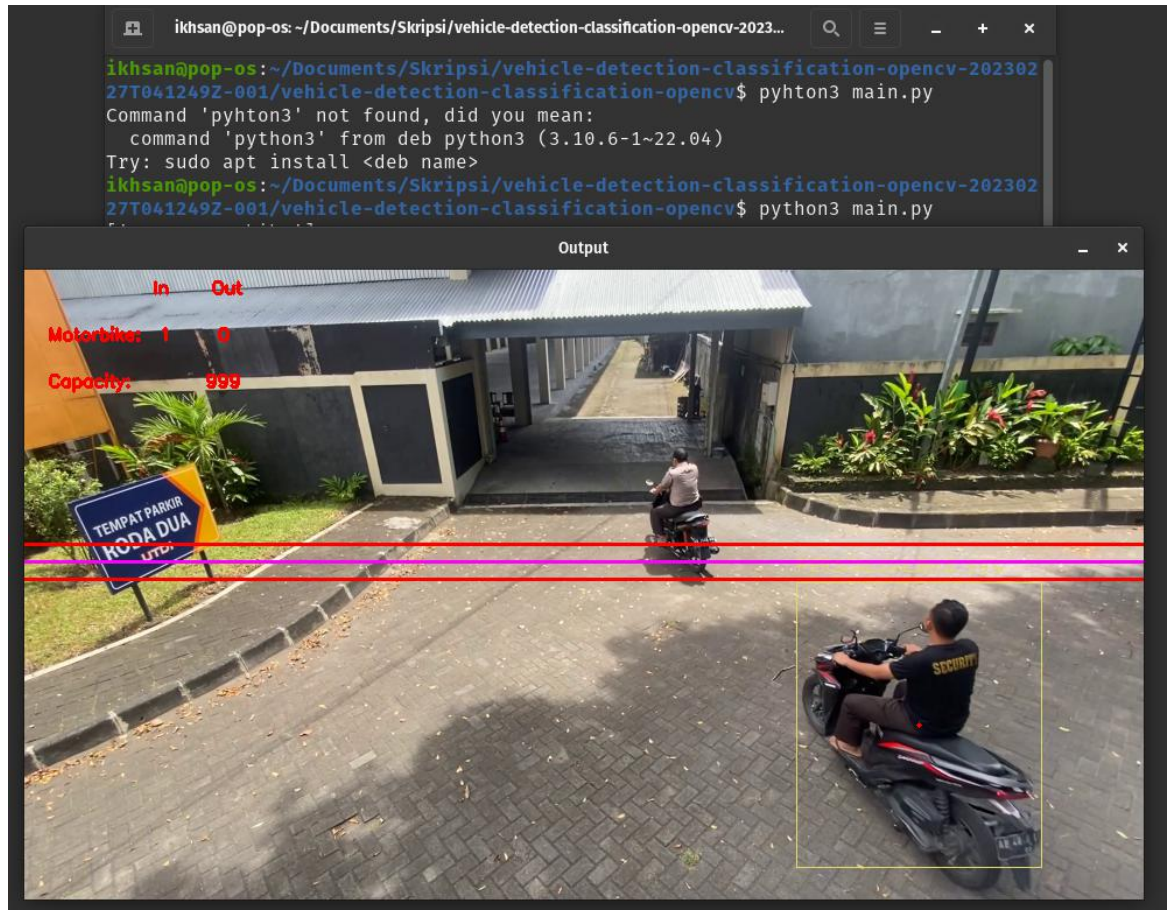 ikhsan@pop-os: ~/Documents/Skripsi/vehicle-detection-classification-opencv-2023...
ikhsan@pop-os:~/Documents/Skripsi/vehicle-detection-classification-opencv-202302
27T041249Z-001/vehicle-detection-classification-opencv$ pyhton3 main.py
Command 'pyhton3' not found, did you mean:
  command 'python3' from deb python3 (3.10.6-1~22.04)
Try: sudo apt install <deb name>
ikhsan@pop-os:~/Documents/Skripsi/vehicle-detection-classification-opencv-202302
27T041249Z-001/vehicle-detection-classification-opencv$ python3 main.py
Output
In Out
Motorbike: 1 0
Capacity: 999
TEMPAT PARKIR
RODA DUA
UTDI
SECURITY